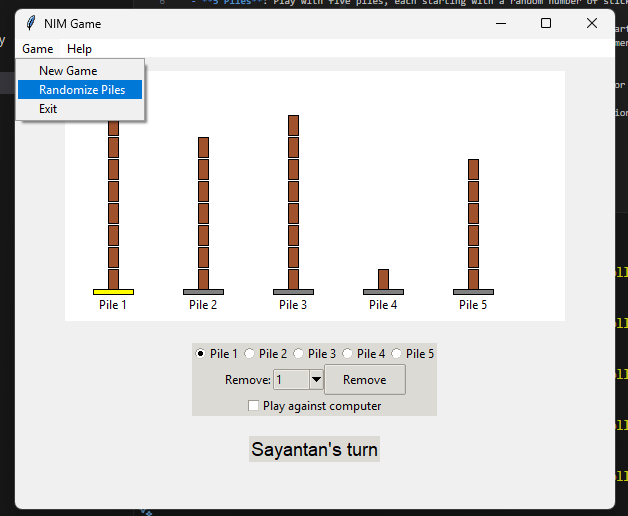 6 - **5 Piles**: Play with five piles, each starting with a random number of stick
NIM Game
Game Help
New Game
Randomize Piles
Exit
Pile 1 Pile 2 Pile 3 Pile 4 Pile 5
Pile 1 Pile 2 Pile 3 Pile 4 Pile 5
Remove: 1 Remove
Play against computer
Sayantan's turn